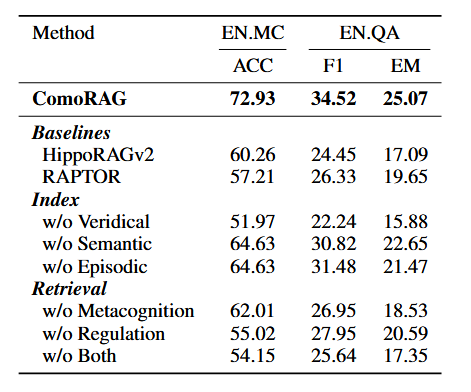 Method EN.MC EN.QA
ACC F1 EM
ComoRAG 72.93 34.52 25.07
Baselines
HippoRAGv2 60.26 24.45 17.09
RAPTOR 57.21 26.33 19.65
Index
w/o Veridical 51.97 22.24 15.88
w/o Semantic 64.63 30.82 22.65
w/o Episodic 64.63 31.48 21.47
Retrieval
w/o Metacognition 62.01 26.95 18.53
w/o Regulation 55.02 27.95 20.59
w/o Both 54.15 25.64 17.35